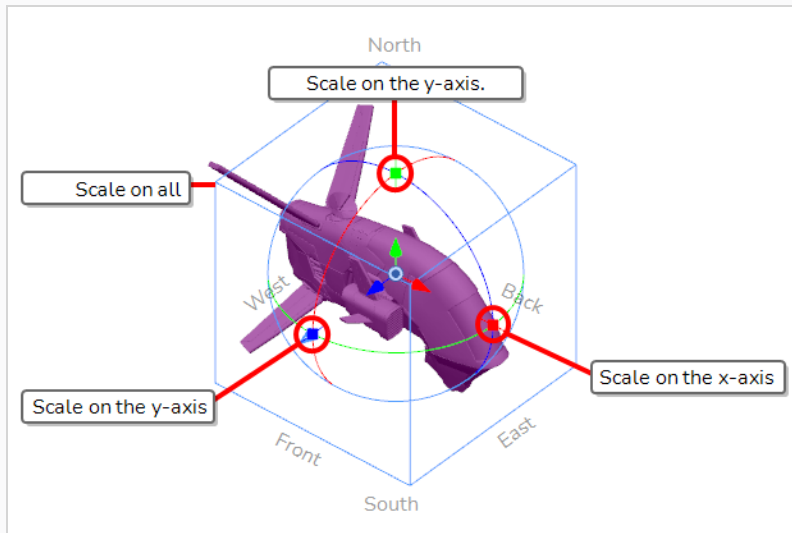 North
Scale on the y-axis.
Scale on all
West
Back
Scale on the x-axis
Scale on the y-axis
Front
East
South